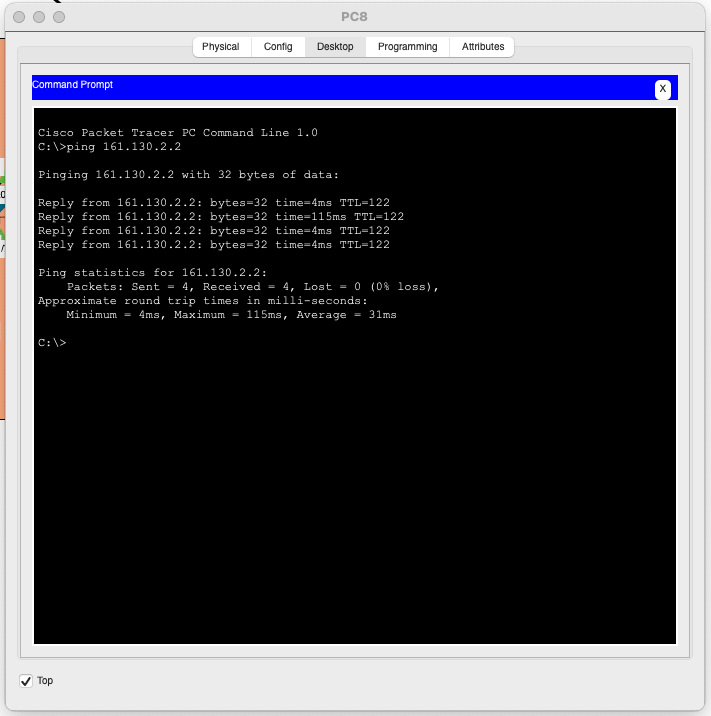 PC8
Physical Config Desktop Programming Attributes
Command Prompt
X
Cisco Packet Tracer PC Command Line 1.0
C:\>ping 161.130.2.2
Pinging 161.130.2.2 with 32 bytes of data:
Reply from 161.130.2.2: bytes=32 time=4ms TTL=122
Reply from 161.130.2.2: bytes=32 time=115ms TTL=122
Reply from 161.130.2.2: bytes=32 time=4ms TTL=122
Reply from 161.130.2.2: bytes=32 time=4ms TTL=122
Ping statistics for 161.130.2.2:
Packets: Sent = 4, Received = 4, Lost = 0 (0% loss),
Approximate round trip times in milli-seconds:
Minimum = 4ms, Maximum = 115ms, Average = 31ms
C:\>
Top